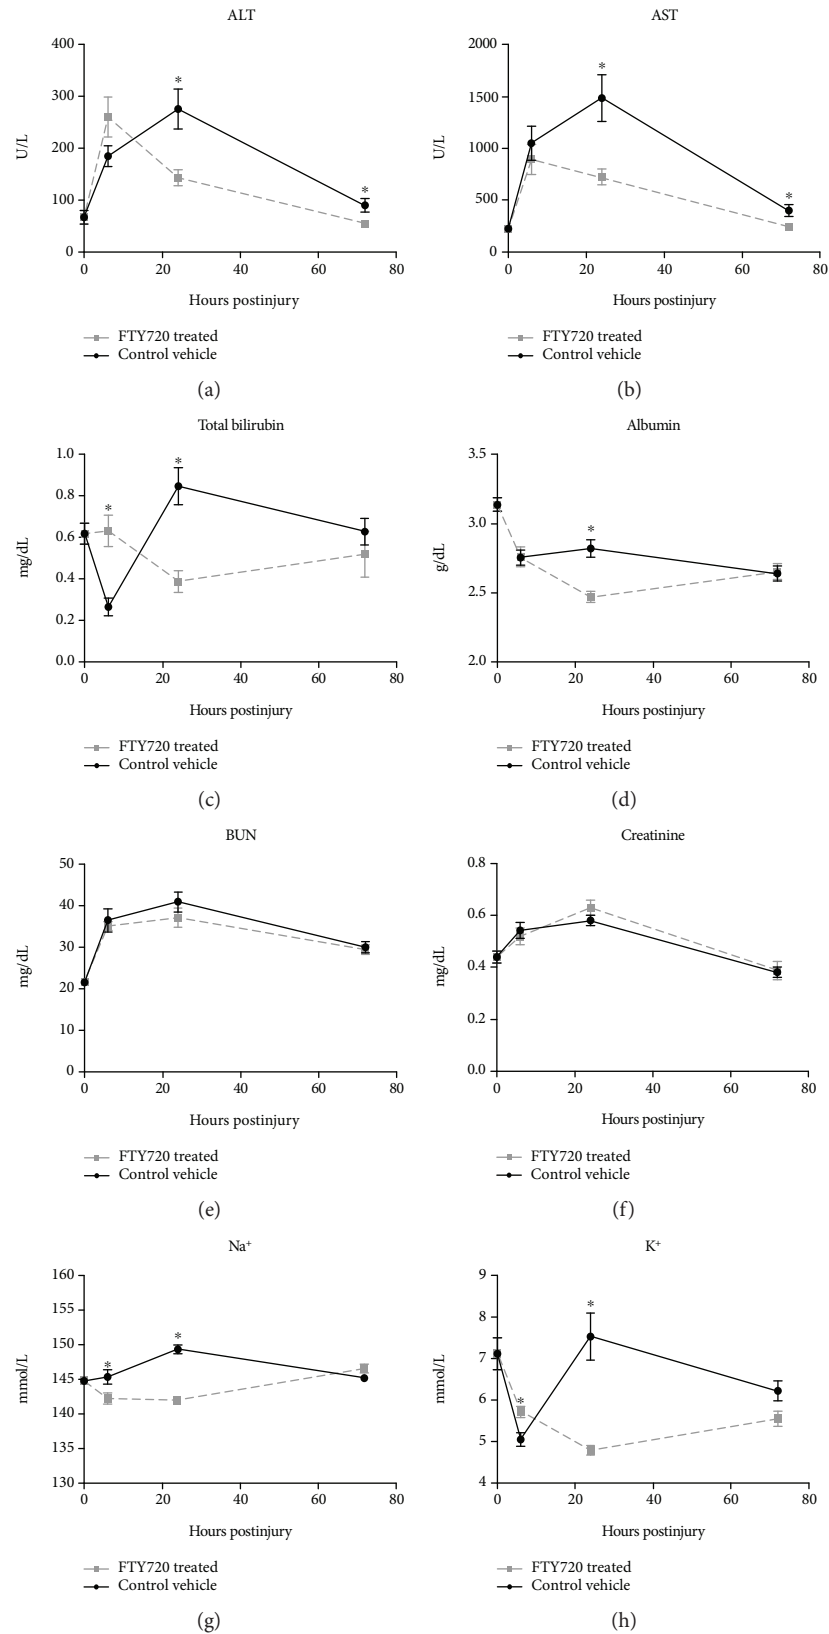 ALT
400
300
200
100
0
U/L
0 20 40 60 80
Hours postinjury
FTY720 treated
Control vehicle
(a)
AST
2000
1500
1000
500
0
U/L
0 20 40 60 80
Hours postinjury
FTY720 treated
Control vehicle
(b)
Total bilirubin
1.0
0.8
0.6
0.4
0.2
0.0
mg/dL
0 20 40 60 80
Hours postinjury
FTY720 treated
Control vehicle
(c)
Albumin
3.5
3.0
2.5
2.0
g/dL
0 20 40 60 80
Hours postinjury
FTY720 treated
Control vehicle
(d)
BUN
50
40
30
20
10
0
mg/dL
0 20 40 60 80
Hours postinjury
FTY720 treated
Control vehicle
(e)
Creatinine
0.8
0.6
0.4
0.2
0.0
mg/dL
0 20 40 60 80
Hours postinjury
FTY720 treated
Control vehicle
(f)
Na⁺
160
155
150
145
140
135
130
mmol/L
0 20 40 60 80
Hours postinjury
FTY720 treated
Control vehicle
(g)
K⁺
9
8
7
6
5
4
mmol/L
0 20 40 60 80
Hours postinjury
FTY720 treated
Control vehicle
(h)